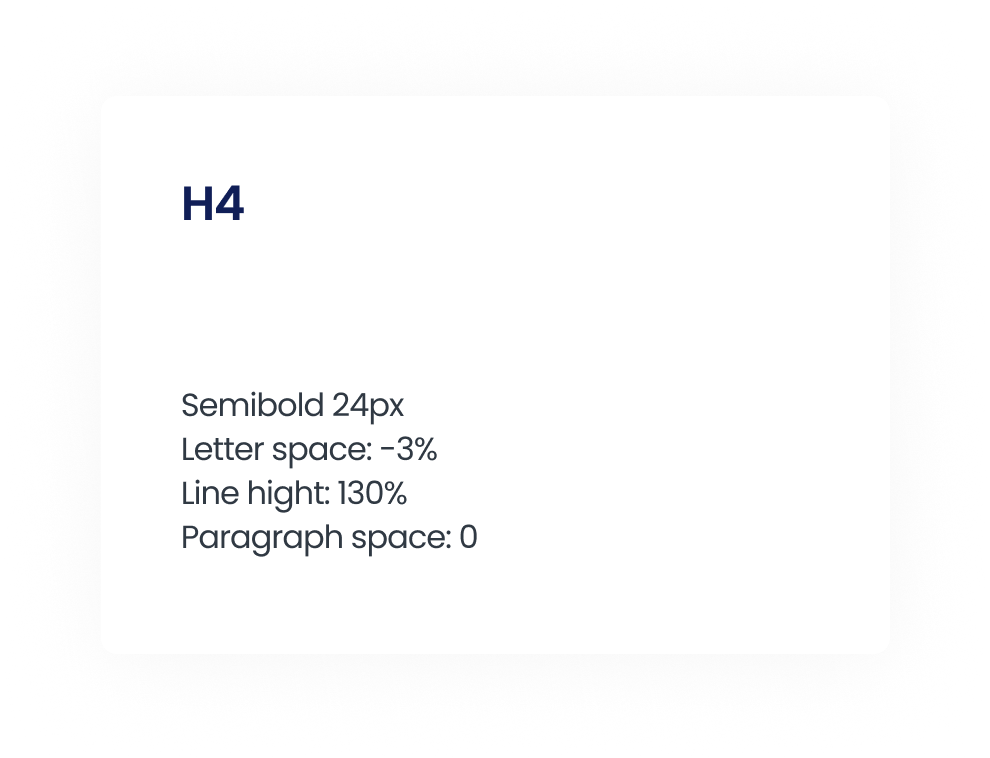 H4
Semibold 24px
Letter space: -3%
Line hight: 130%
Paragraph space: 0